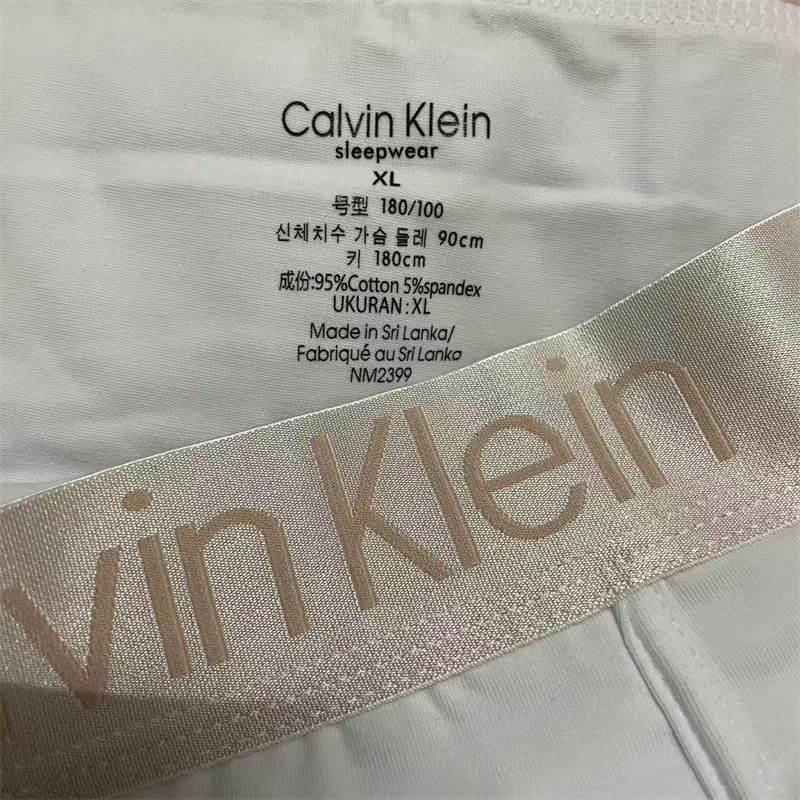 Calvin Klein
sleepwear
XL
号型 180/100
신체치수 가슴 둘레 90cm
키 180cm
成份:95%Cotton 5%spandex
UKURAN:XL
Made in Sri Lanka/
Fabriqué au Sri Lanka
NM2399
vin Klein